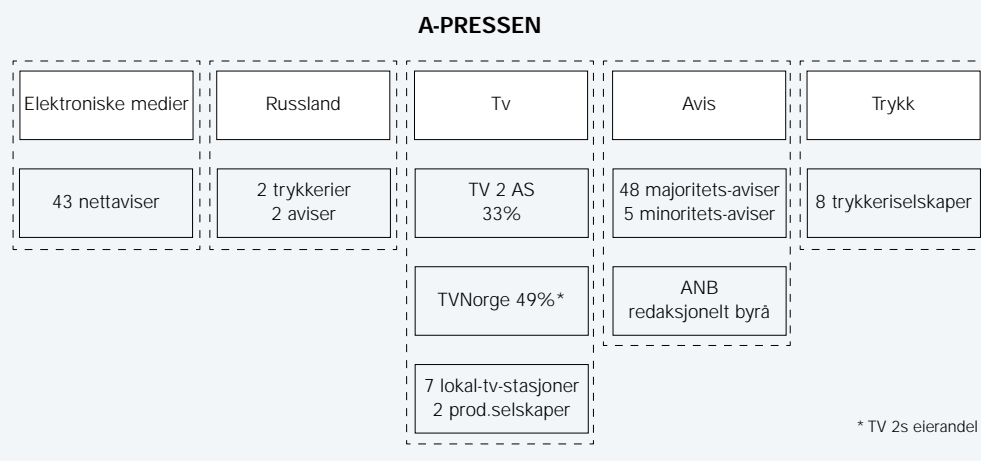 A-PRESSEN
Elektroniske medier
43 nettaviser
Russland
2 trykkerier
2 aviser
Tv
TV 2 AS
33%
TVNorge 49%*
7 lokal-tv-stasjoner
2 prod.selskaper
Avis
48 majoritets-aviser
5 minoritets-aviser
ANB
redaksjonelt byrå
Trykk
8 trykkeriselskaper
* TV 2s eierandel